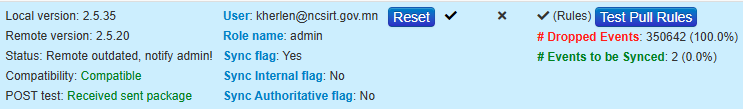 Local version: 2.5.35
Remote version: 2.5.20
Status: Remote outdated, notify admin!
Compatibility: Compatible
POST test: Received sent package
User: kherlen@ncsirt.gov.mn Reset
Role name: admin
Sync flag: Yes
Sync Internal flag: No
Sync Authoritative flag: No
(Rules) Test Pull Rules
# Dropped Events: 350642 (100.0%)
# Events to be Synced: 2 (0.0%)